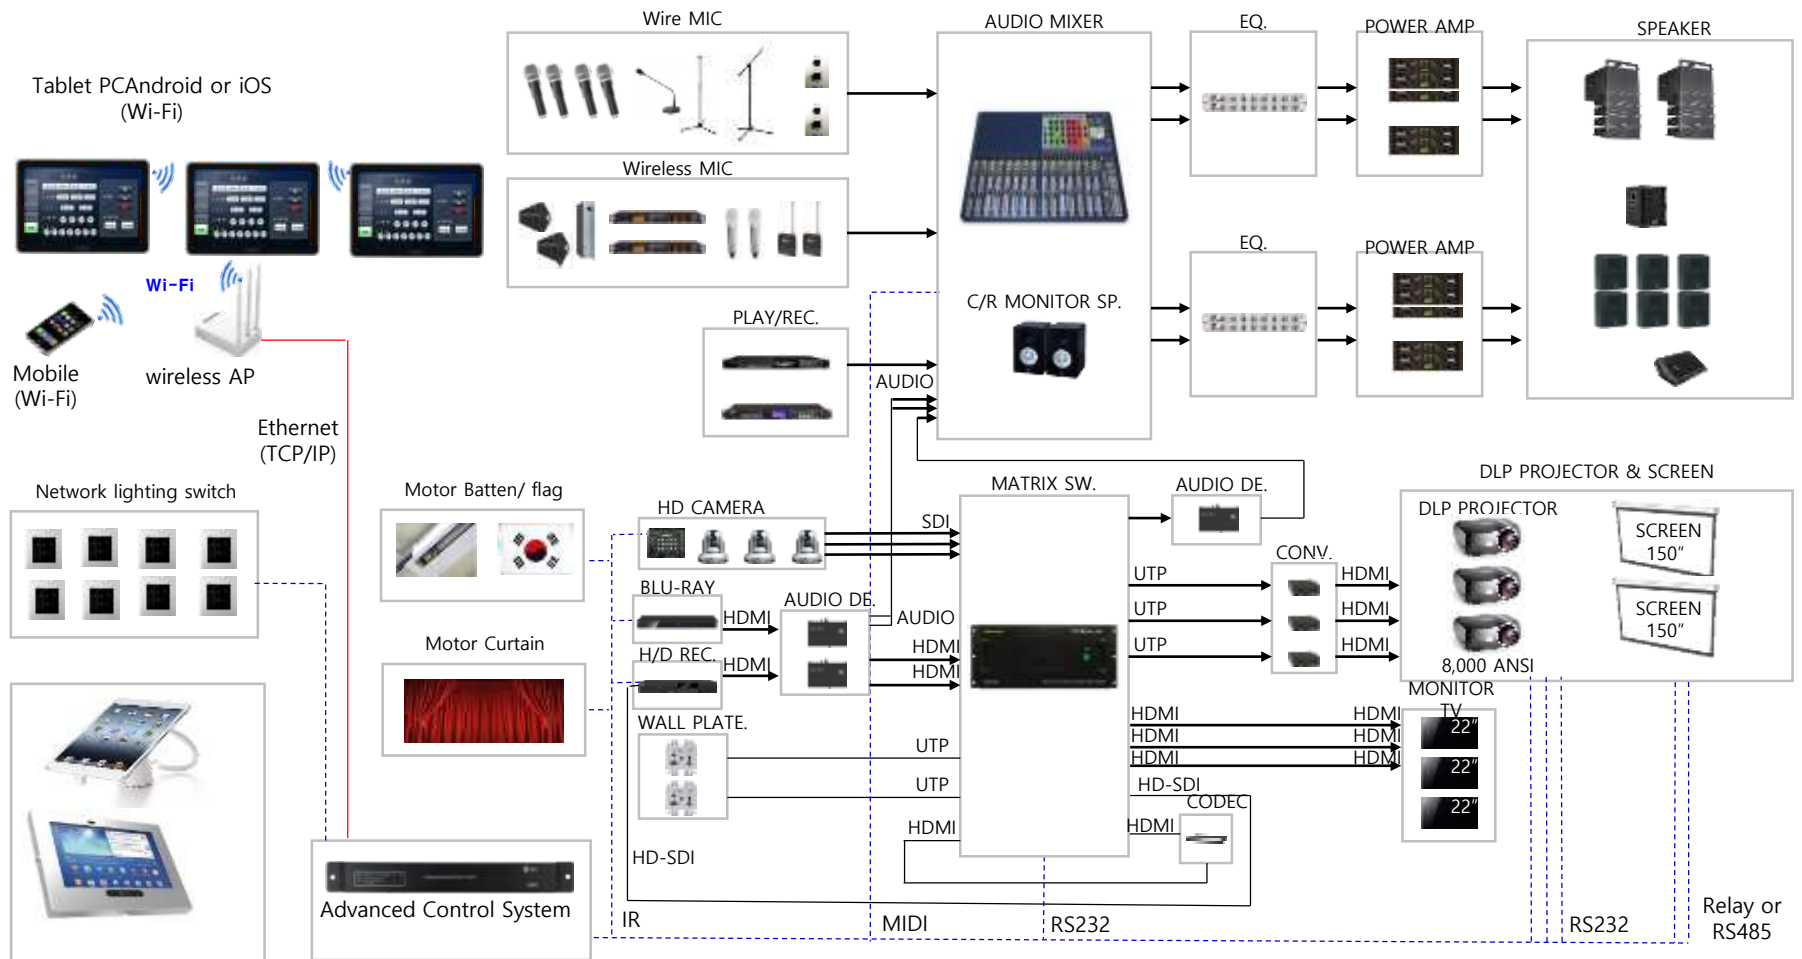 Wire MIC
AUDIO MIXER
EQ.
POWER AMP
SPEAKER
Tablet PCAndroid or iOS
(Wi-Fi)
Wireless MIC
EQ.
POWER AMP
Wi-Fi
C/R MONITOR SP.
PLAY/REC.
Mobile
(Wi-Fi)
wireless AP
AUDIO
Ethernet
(TCP/IP)
Network lighting switch
Motor Batten/ flag
HD CAMERA
SDI
MATRIX SW.
AUDIO DE.
DLP PROJECTOR & SCREEN
DLP PROJECTOR
SCREEN
150"
CONV.
UTP
HDMI
BLU-RAY
HDMI
AUDIO DE.
AUDIO
UTP
HDMI
SCREEN
150"
Motor Curtain
H/D REC.
HDMI
HDMI
HDMI
UTP
HDMI
8,000 ANSI
MONITOR
TV
WALL PLATE.
HDMI
HDMI
22"
UTP
HDMI
HDMI
HDMI
22"
UTP
HD-SDI
CODEC
22"
HDMI
HDMI
HD-SDI
Advanced Control System
IR
MIDI
RS232
RS232
Relay or
RS485